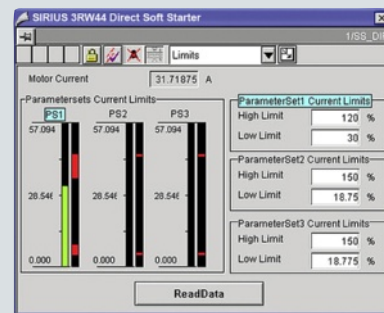 SIRIUS 3RW44 Direct Soft Starter
1/SS_DI
Limits
Motor Current 31.71875 A
Parametersets Current Limits
PS1 PS2 PS3
57.094 57.094 57.094
28.546 28.546 28.546
0.000 0.000 0.000
ParameterSet1 Current Limits
High Limit 120 %
Low Limit 30 %
ParameterSet2 Current Limits
High Limit 150 %
Low Limit 18.75 %
ParameterSet3 Current Limits
High Limit 150 %
Low Limit 18.775 %
ReadData